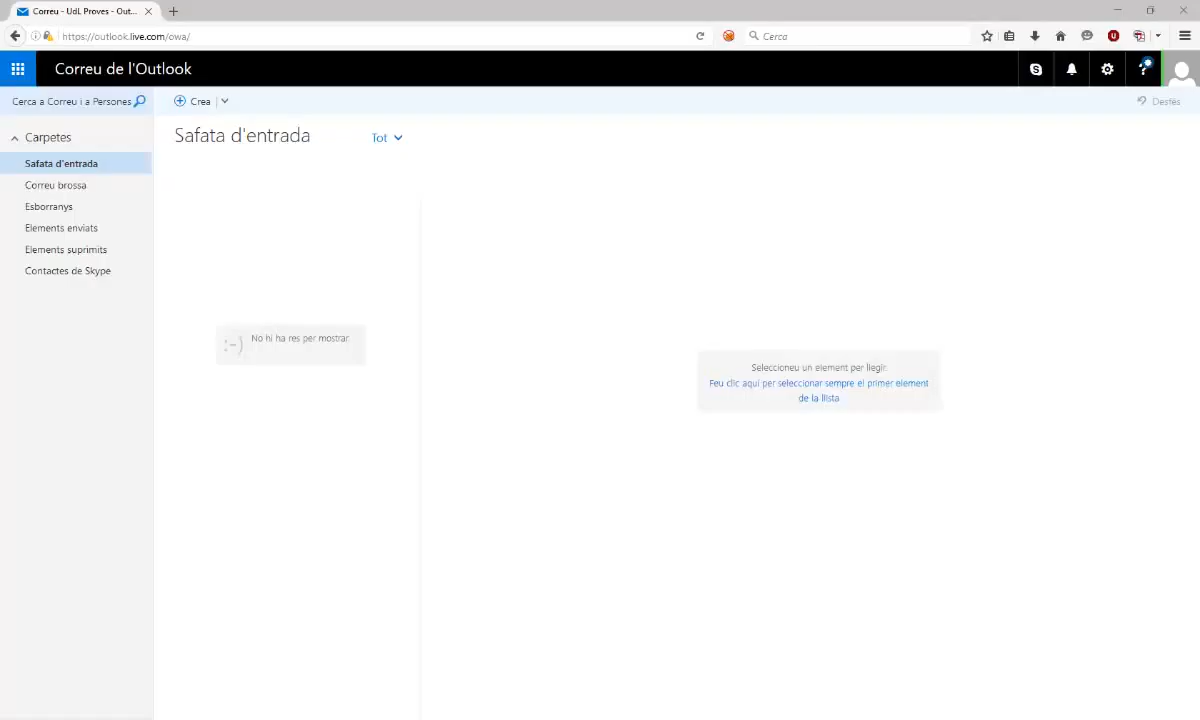 Correu - UdL Proves - Out...
https://outlook.live.com/owa/
Cerca
Correu de l'Outlook
Cerca a Correu i a Persones
Crea
Desfés
Carpetes
Safata d'entrada
Tot
Safata d'entrada
Correu brossa
Esborranys
Elements enviats
Elements suprimits
Contactes de Skype
:-)
No hi ha res per mostrar.
Seleccioneu un element per llegir.
Feu clic aquí per seleccionar sempre el primer element
de la llista